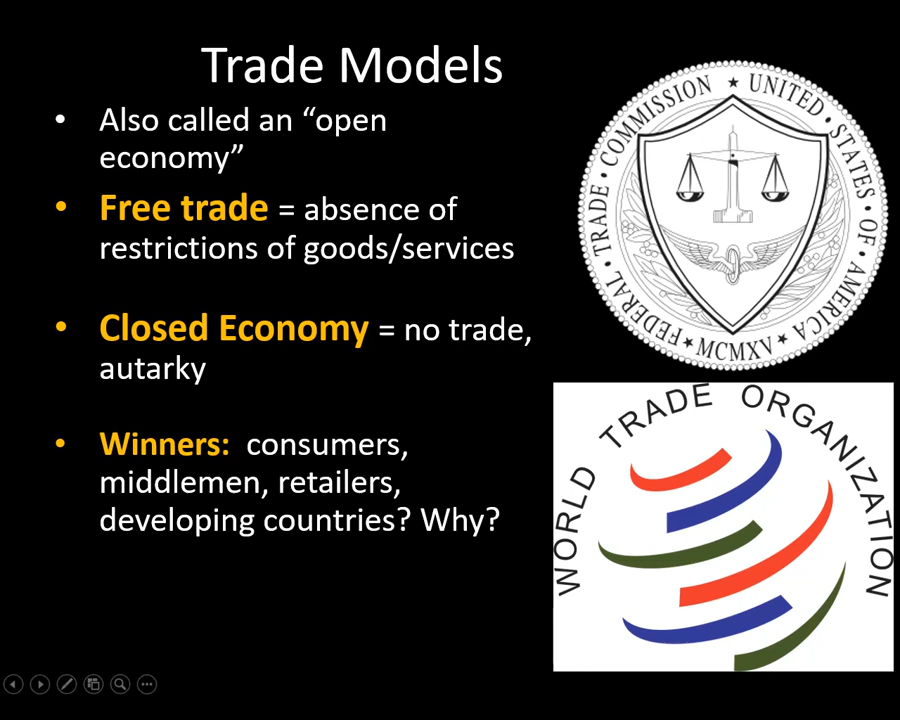 Trade Models
• Also called an “open
economy”
• Free trade = absence of
restrictions of goods/services
• Closed Economy = no trade,
autarky
• Winners: consumers,
middlemen, retailers,
developing countries? Why?
FEDERAL • TRADE • COMMISSION ★ UNITED • STATES • OF • AMERICA
★ MCMXV ★
WORLD TRADE ORGANIZATION